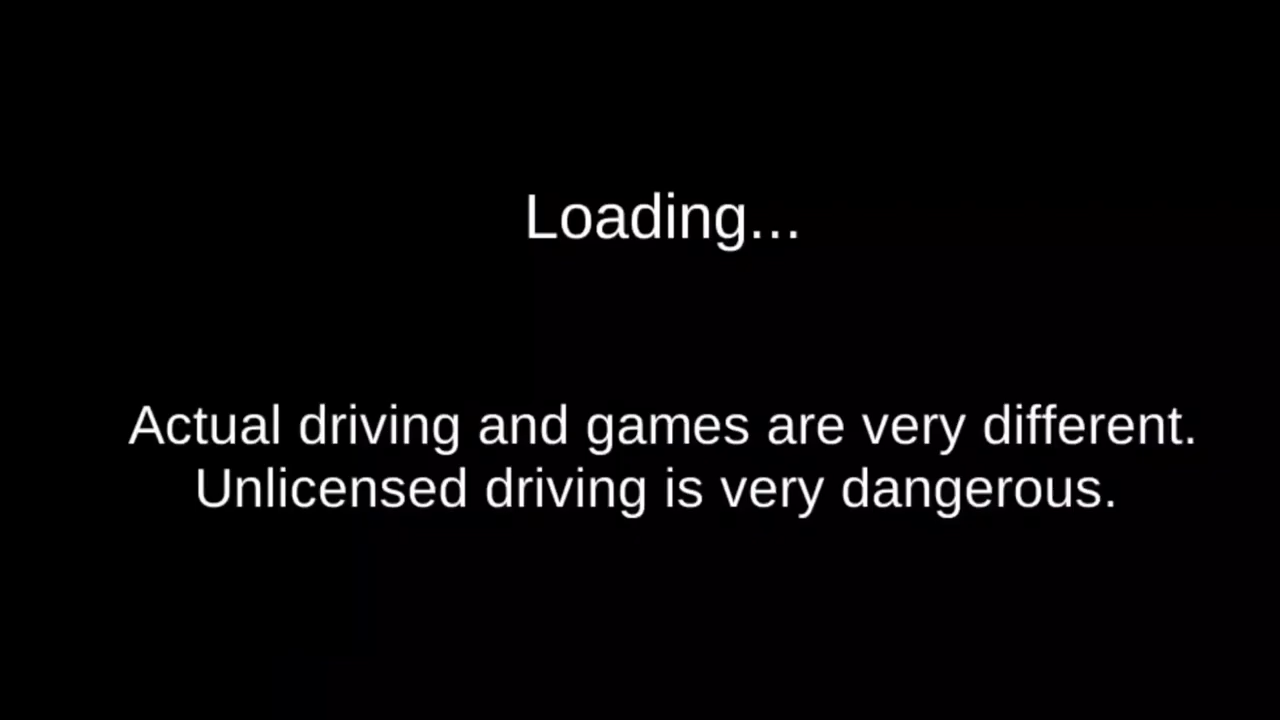 Loading...
Actual driving and games are very different.
Unlicensed driving is very dangerous.